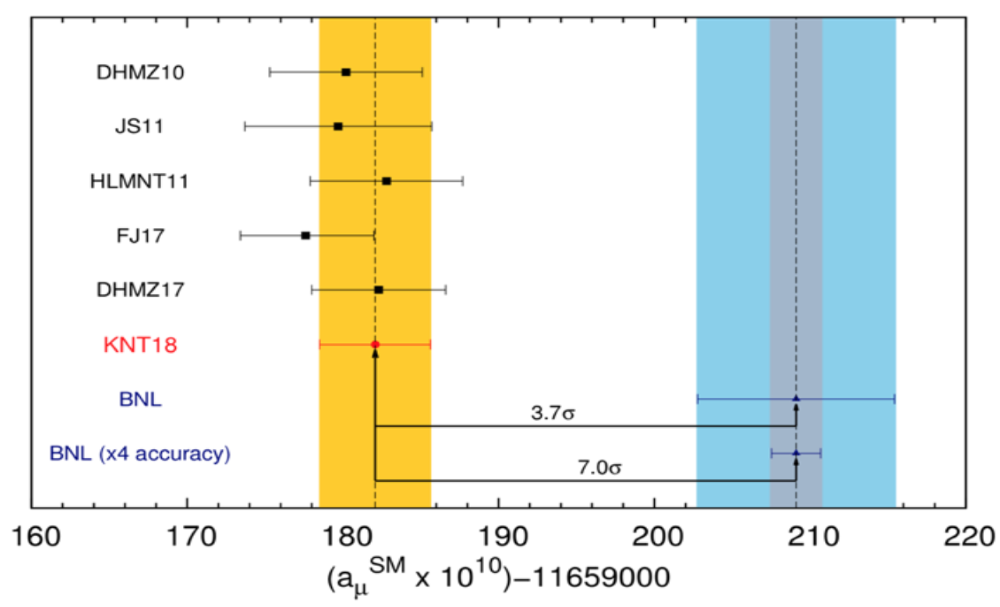 DHMZ10
JS11
HLMNT11
FJ17
DHMZ17
KNT18
BNL
3.7σ
BNL (x4 accuracy)
7.0σ
160 170 180 190 200 210 220
(aμSM x 1010)–11659000